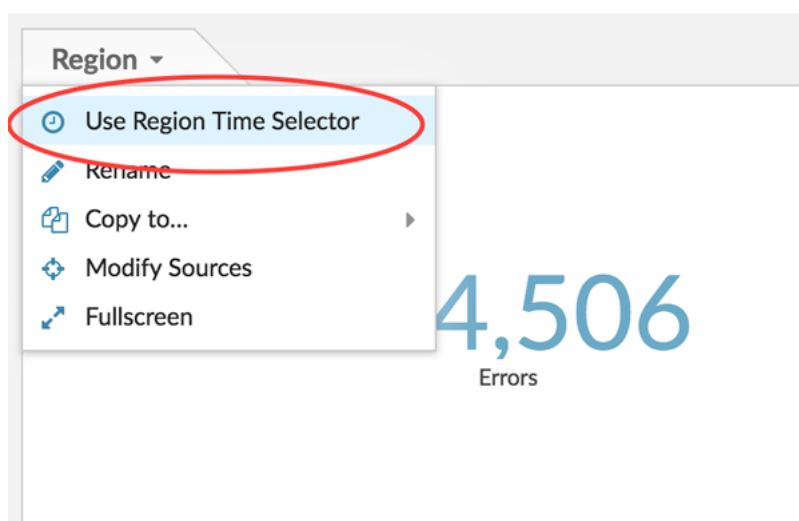 Region
Use Region Time Selector
Rename
Copy to...
Modify Sources
Fullscreen
4,506
Errors